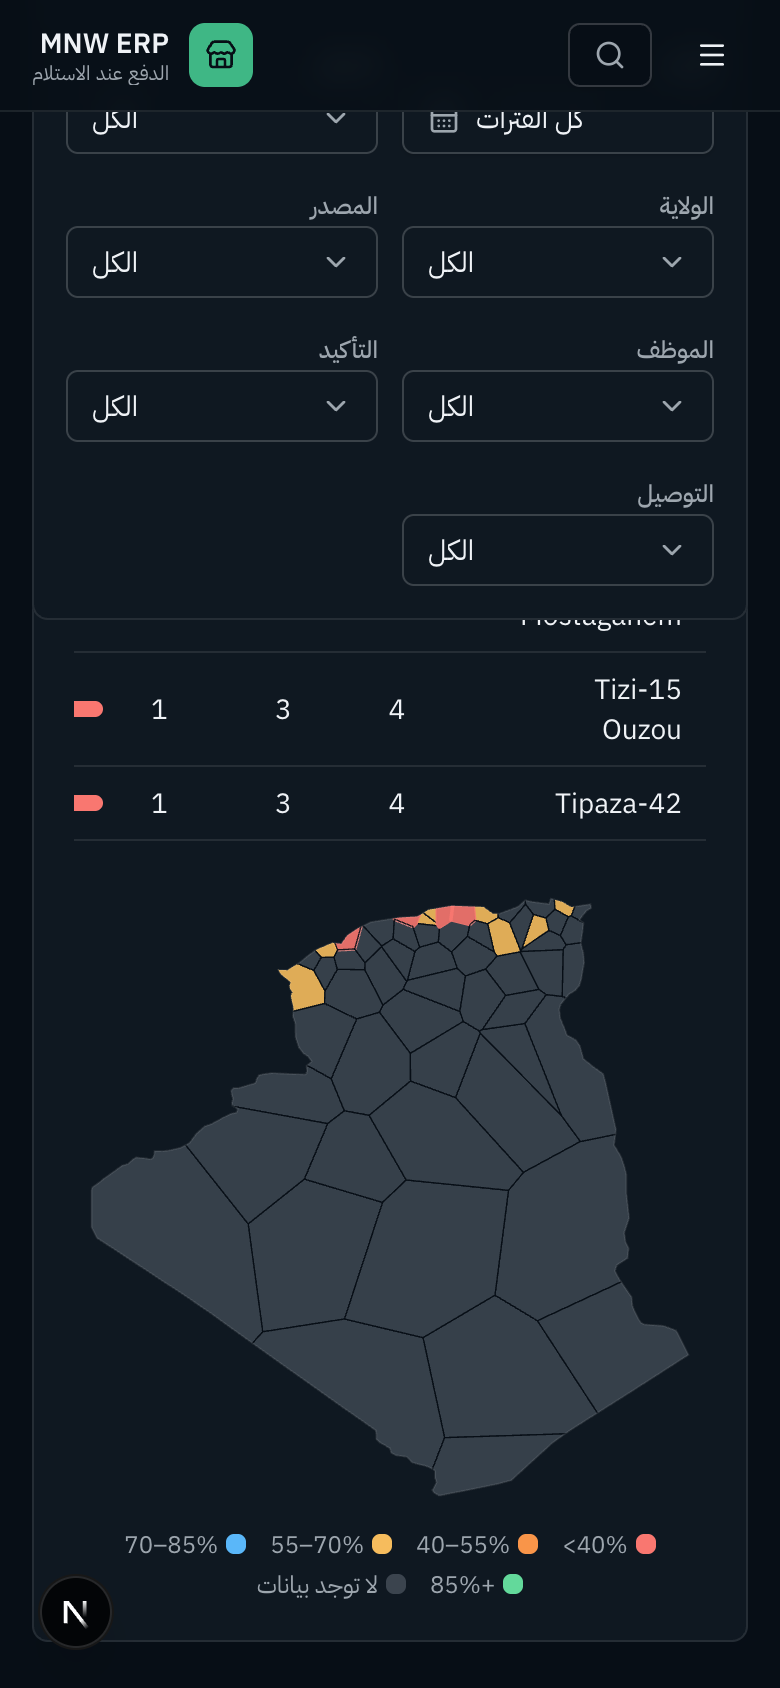 MNW ERP
الدفع عند الاستلام
كل الفترات
الكل
الولاية
المصدر
الكل
الكل
الموظف
التأكيد
الكل
الكل
التوصيل
الكل
Mostaganem
Tizi-15
Ouzou
4
3
1
Tipaza-42
4
3
1
<40%
40–55%
55–70%
70–85%
85%+
لا توجد بيانات
N